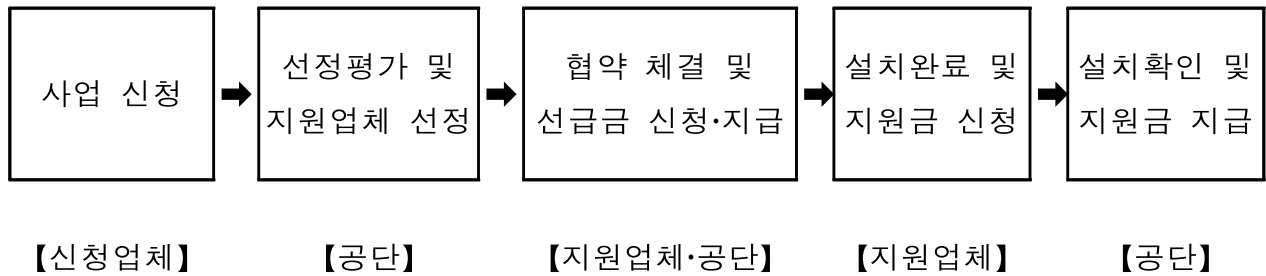 사업 신청
선정평가 및
지원업체 선정
협약 체결 및
선급금 신청·지급
설치완료 및
지원금 신청
설치확인 및
지원금 지급
【신청업체】
【공단】
【지원업체·공단】
【지원업체】
【공단】